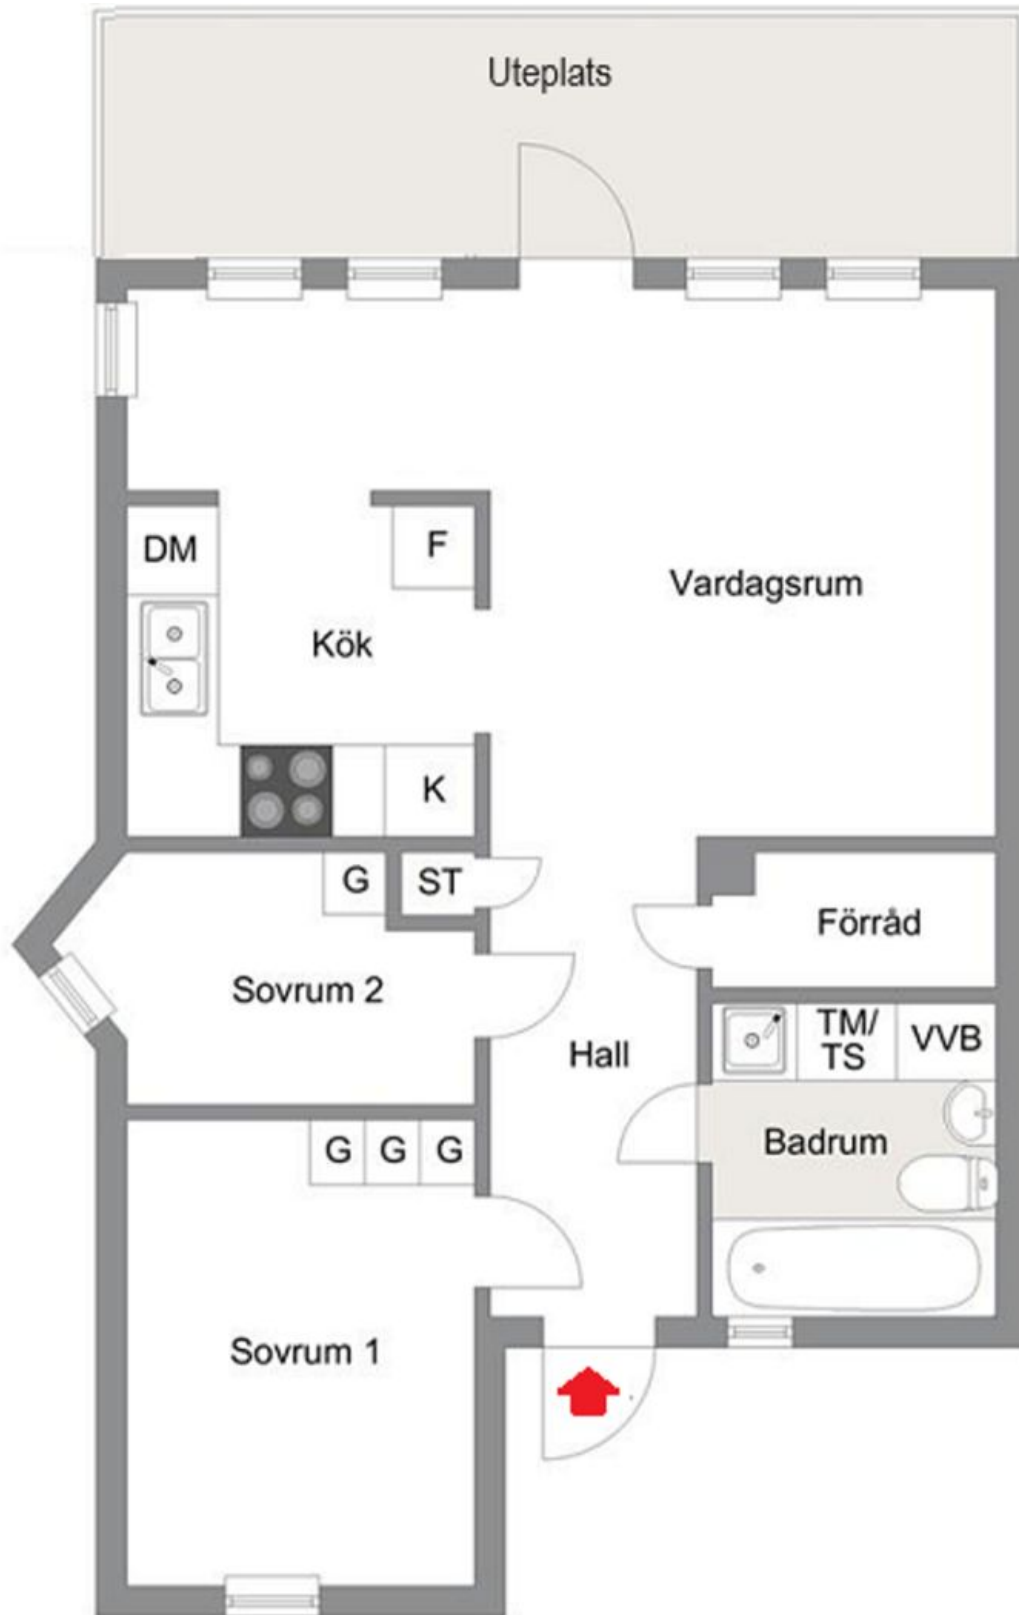 Uteplats
DM
F
Vardagsrum
Kök
K
G
ST
Förråd
Sovrum 2
Hall
TM/
TS
VVB
Badrum
G G G
Sovrum 1